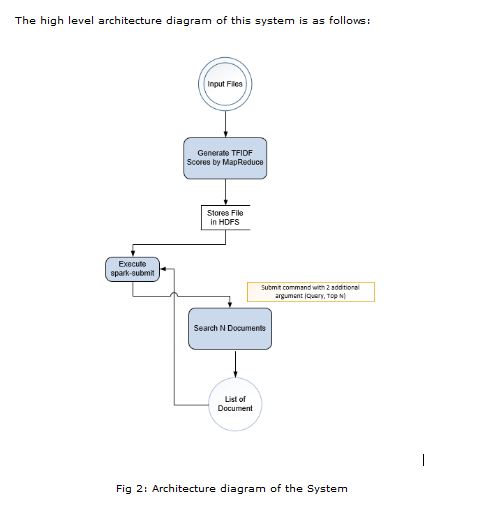 The high level architecture diagram of this system is as follows:
Input Files
Generate TFIDF
Scores by MapReduce
Stores File
in HDFS
Execute
spark-submit
Submit command with 2 additional
argument (Query, Top N)
Search N Documents
List of
Document
Fig 2: Architecture diagram of the System